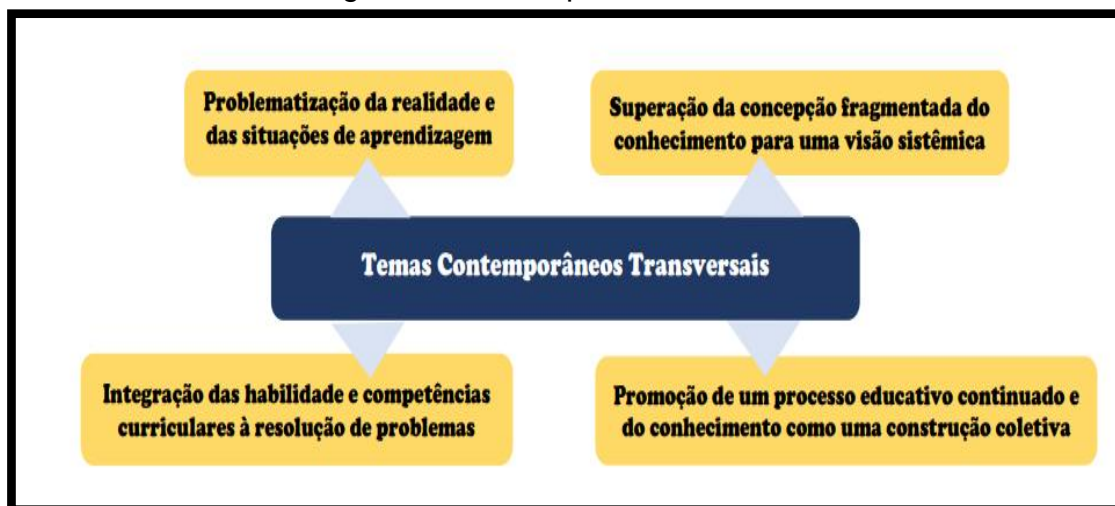 Problematização da realidade e
das situações de aprendizagem
Superação da concepção fragmentada do
conhecimento para uma visão sistêmica
Temas Contemporâneos Transversais
Integração das habilidade e competências
curriculares à resolução de problemas
Promoção de um processo educativo continuado e
do conhecimento como uma construção coletiva